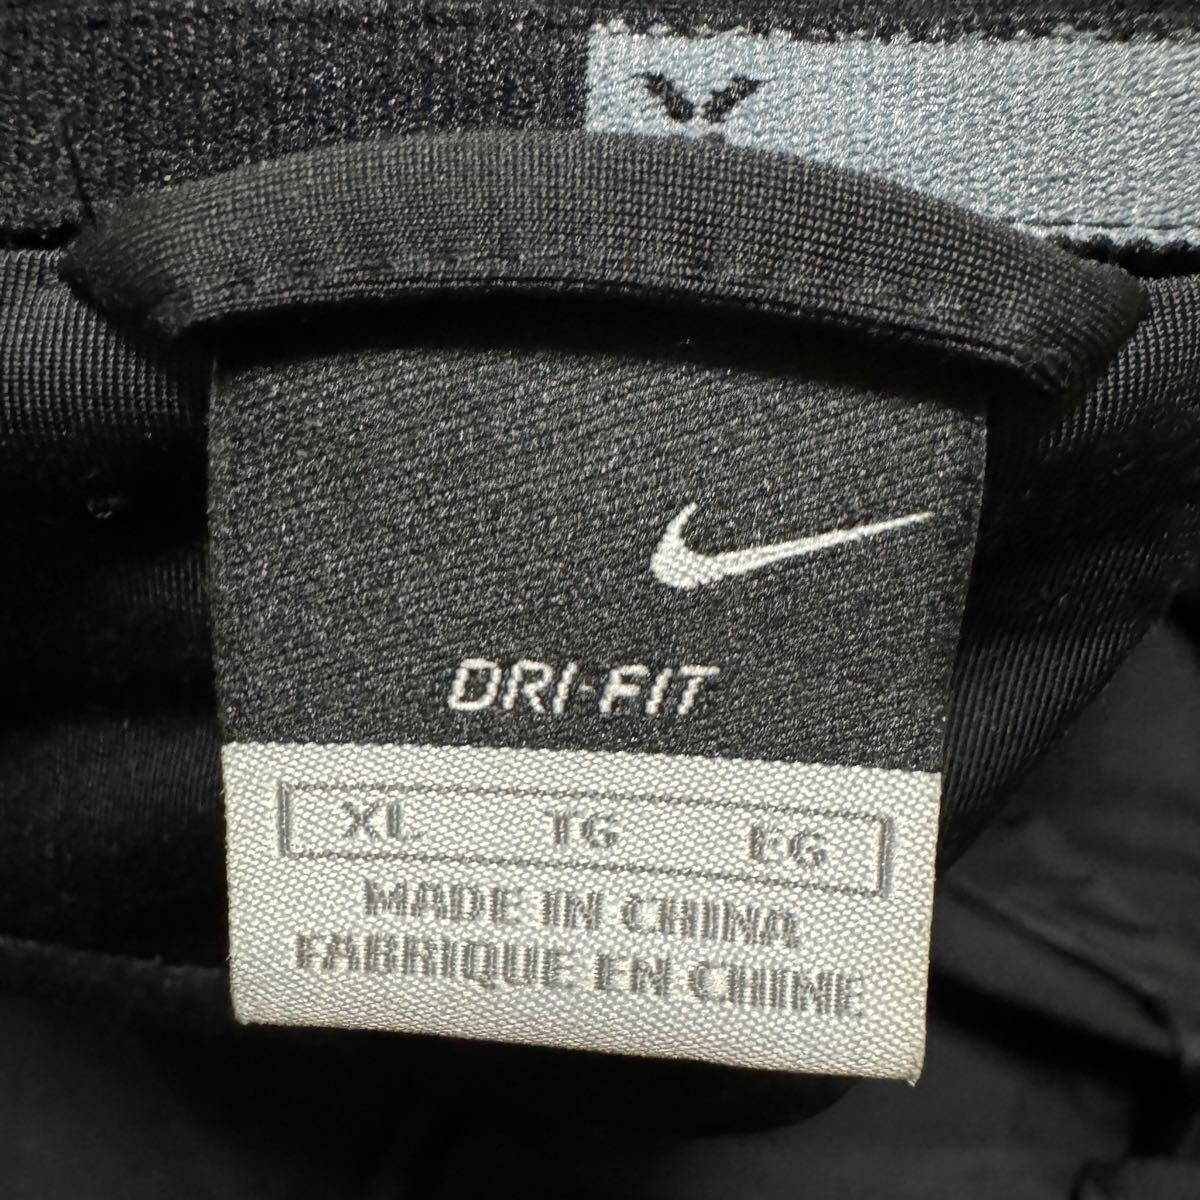 DRI-FIT
XL TG EG
MADE IN CHINA
FABRIQUE EN CHINE